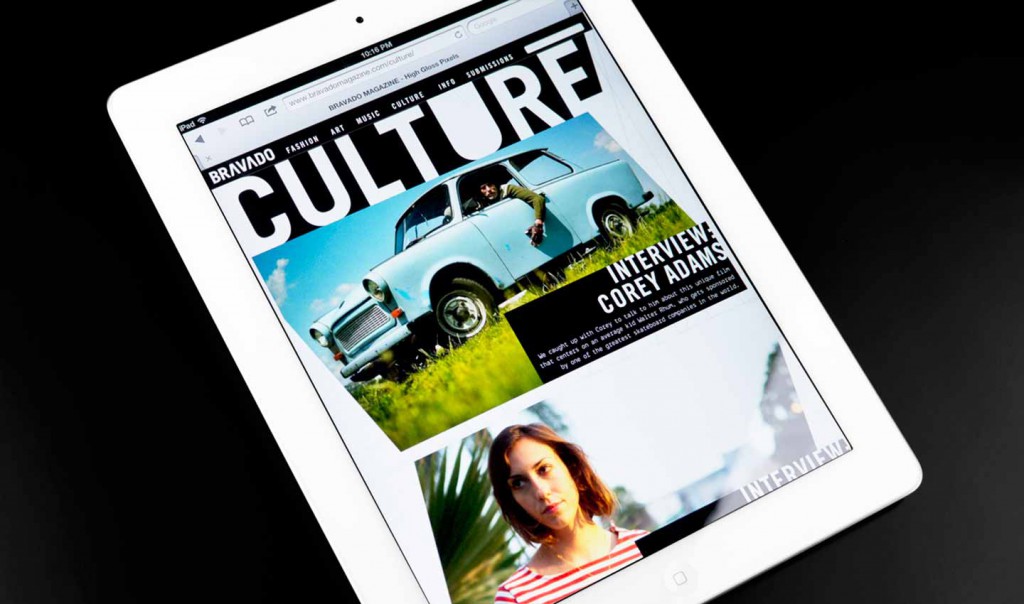 iPad
10:16 PM
www.bravadomagazine.com/culture/
Google
BRAVADO MAGAZINE - High Gloss Pixels
BRAVADO FASHION ART MUSIC CULTURE INFO SUBMISSIONS
CULTURE
INTERVIEW:
COREY ADAMS
We caught up with Corey to talk to him about this unique film
that centers on an average kid Walter Rhum, who gets sponsored
by one of the greatest skateboard companies in the world.
INTERVIEW: